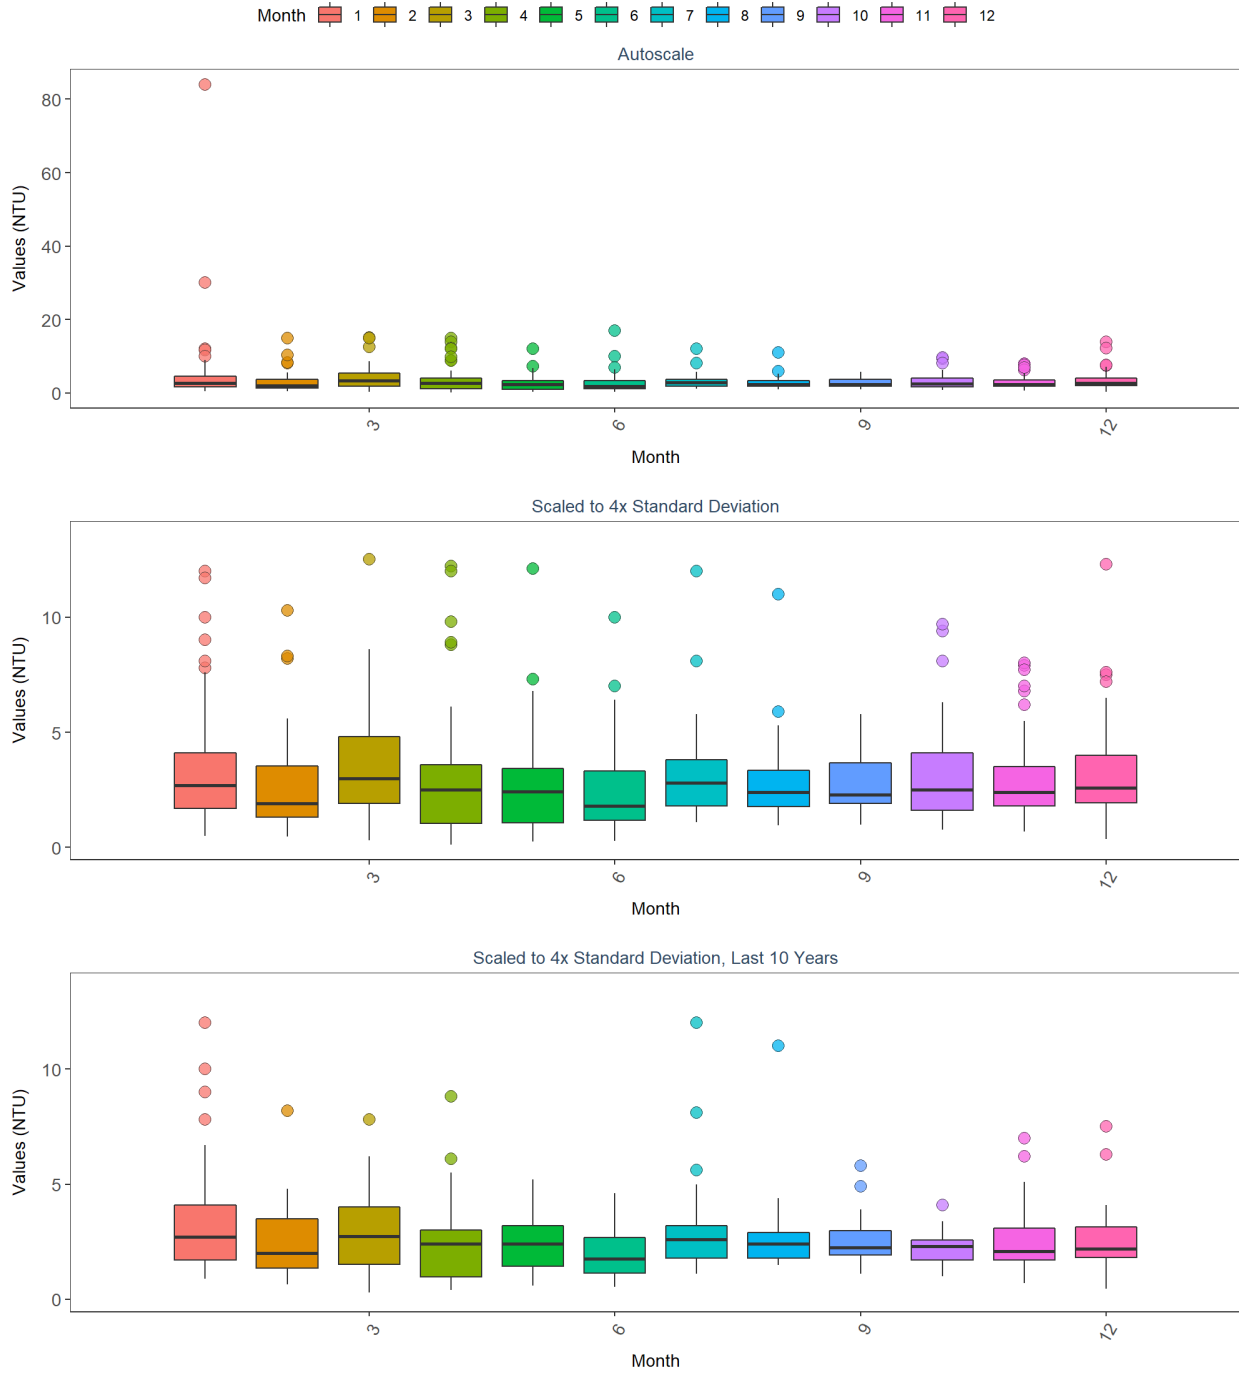 Month 1 2 3 4 5 6 7 8 9 10 11 12
Autoscale
Values (NTU)
80
60
40
20
0
3 6 9 12
Month
Scaled to 4x Standard Deviation
Values (NTU)
10
5
0
3 6 9 12
Month
Scaled to 4x Standard Deviation, Last 10 Years
Values (NTU)
10
5
0
3 6 9 12
Month